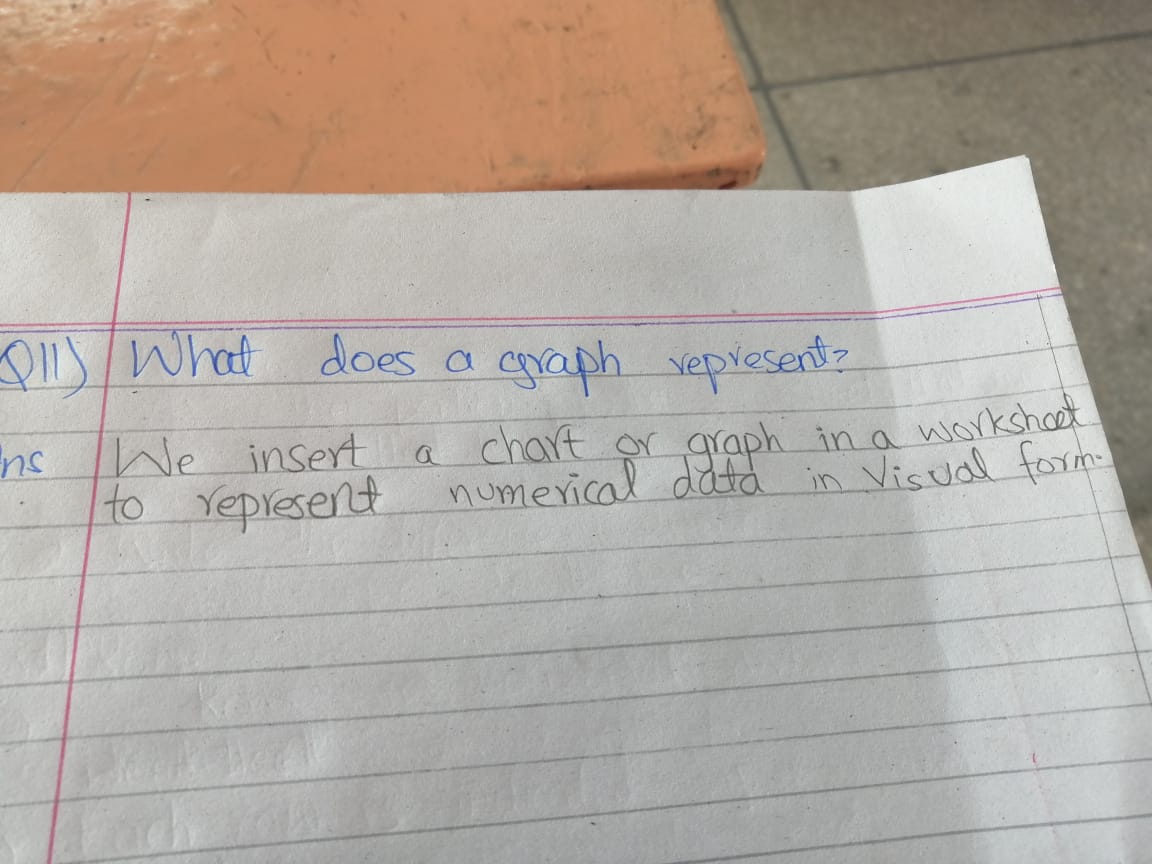 Q11) What does a graph represent?
ns We insert a chart or graph in a worksheet
to represent numerical data in Visual form.